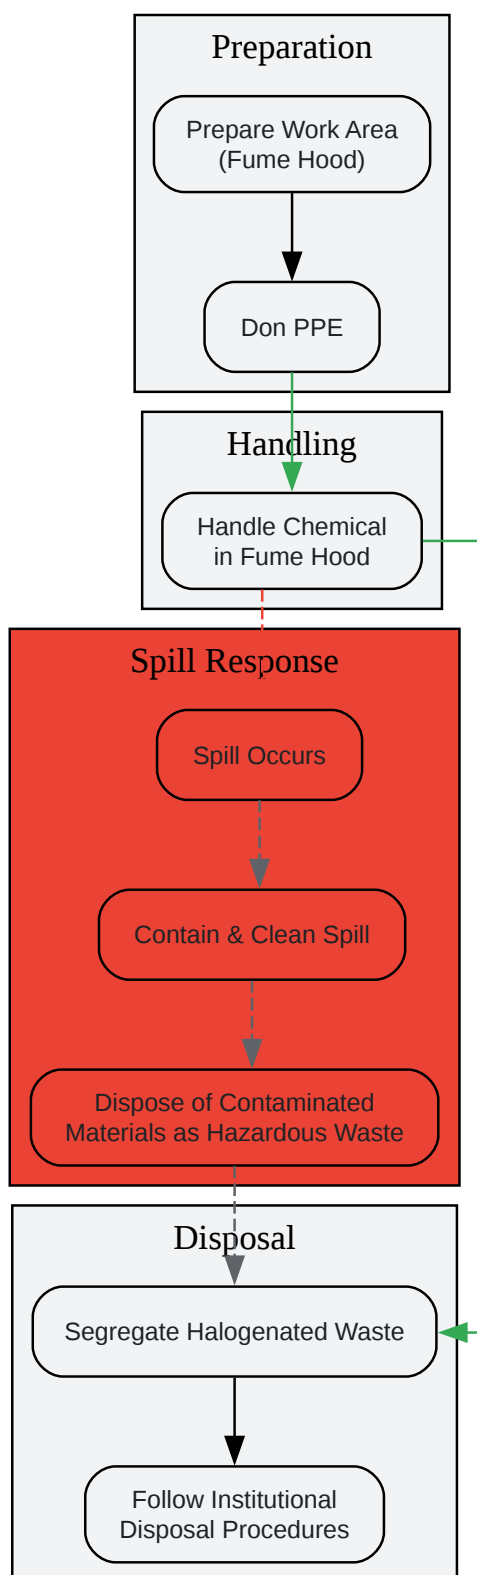 Preparation
Prepare Work Area
(Fume Hood)
Don PPE
Handling
Handle Chemical
in Fume Hood
Spill Response
Spill Occurs
Contain & Clean Spill
Dispose of Contaminated
Materials as Hazardous Waste
Disposal
Segregate Halogenated Waste
Follow Institutional
Disposal Procedures